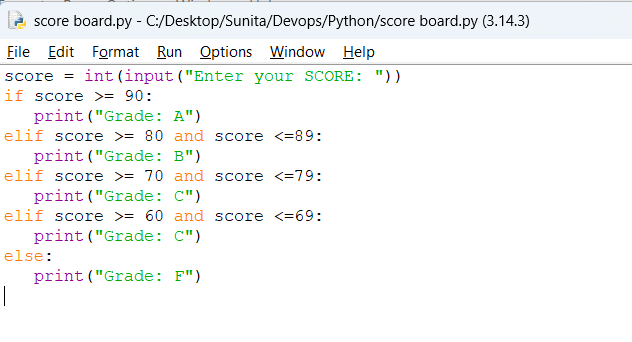 score board.py - C:/Desktop/Sunita/Devops/Python/score board.py (3.14.3)
File Edit Format Run Options Window Help
score = int(input("Enter your SCORE: "))
if score >= 90:
   print("Grade: A")
elif score >= 80 and score <=89:
   print("Grade: B")
elif score >= 70 and score <=79:
   print("Grade: C")
elif score >= 60 and score <=69:
   print("Grade: C")
else:
   print("Grade: F")